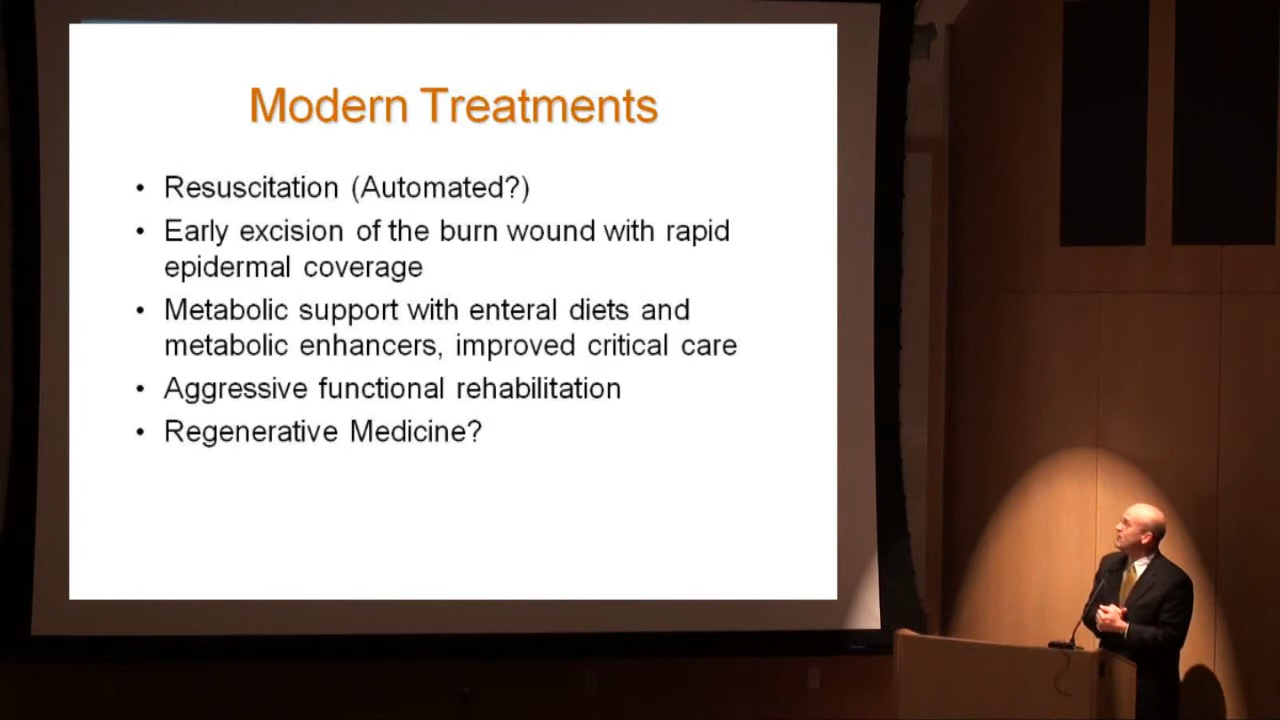 Modern Treatments
• Resuscitation (Automated?)
• Early excision of the burn wound with rapid
epidermal coverage
• Metabolic support with enteral diets and
metabolic enhancers, improved critical care
• Aggressive functional rehabilitation
• Regenerative Medicine?